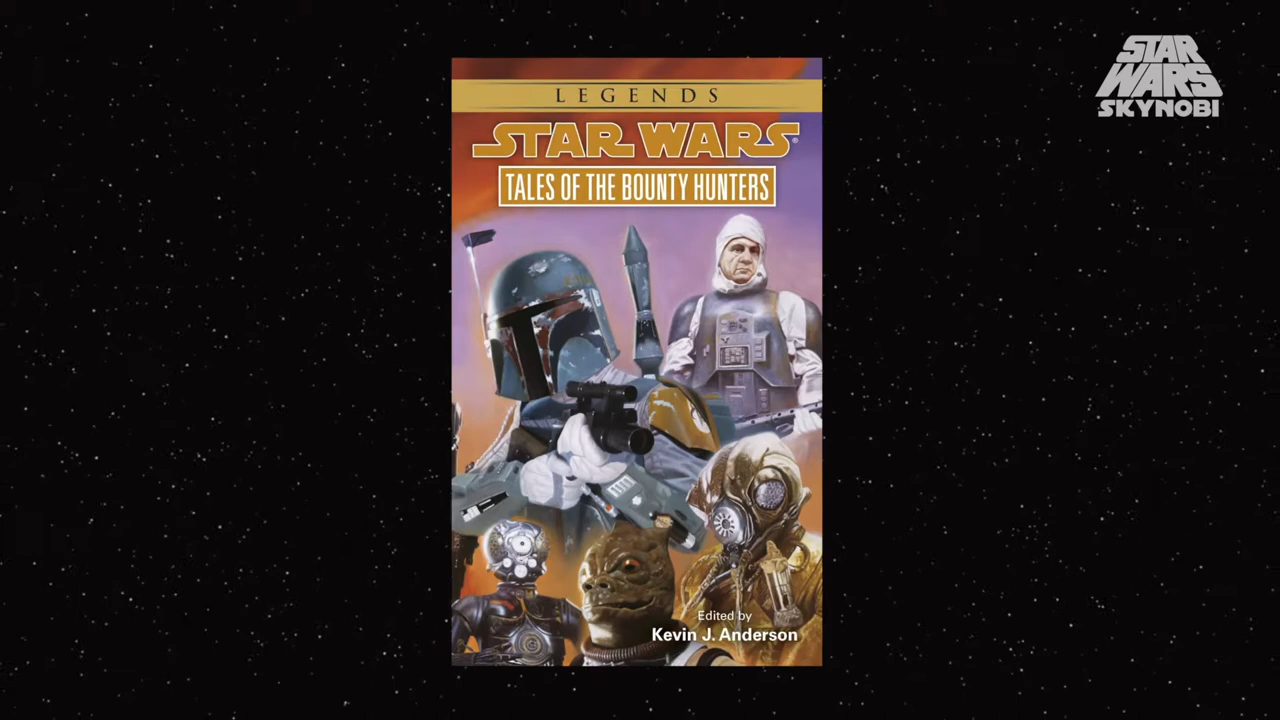 STAR
WARS
SKYNOBI
LEGENDS
STAR WARS®
TALES OF THE BOUNTY HUNTERS
Edited by
Kevin J. Anderson